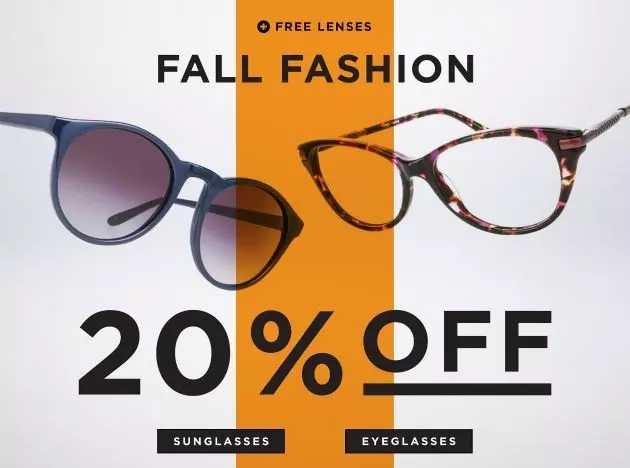 + FREE LENSES
FALL FASHION
20% OFF
SUNGLASSES
EYEGLASSES